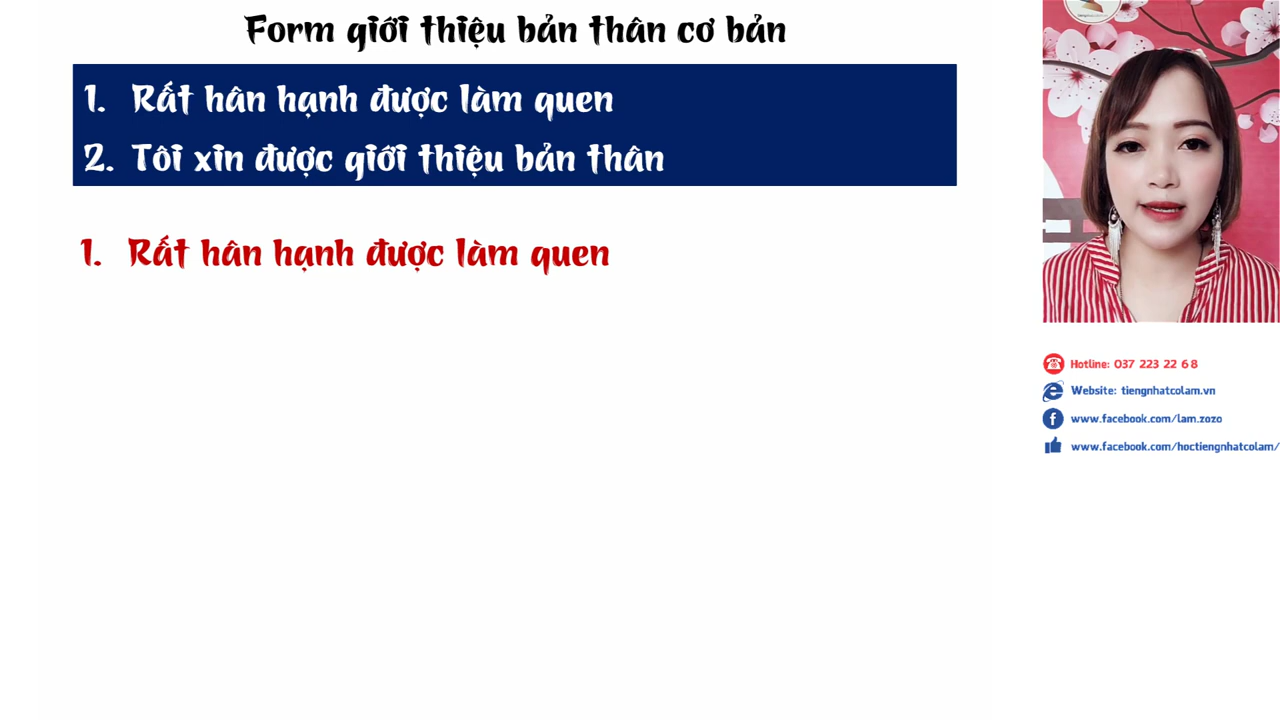 Form giới thiệu bản thân cơ bản
1. Rất hân hạnh được làm quen
2. Tôi xin được giới thiệu bản thân
1. Rất hân hạnh được làm quen
Hotline: 037 223 22 68
Website: tiengnhatcolam.vn
www.facebook.com/lam.zozo
www.facebook.com/hoctiengnhatcolam/